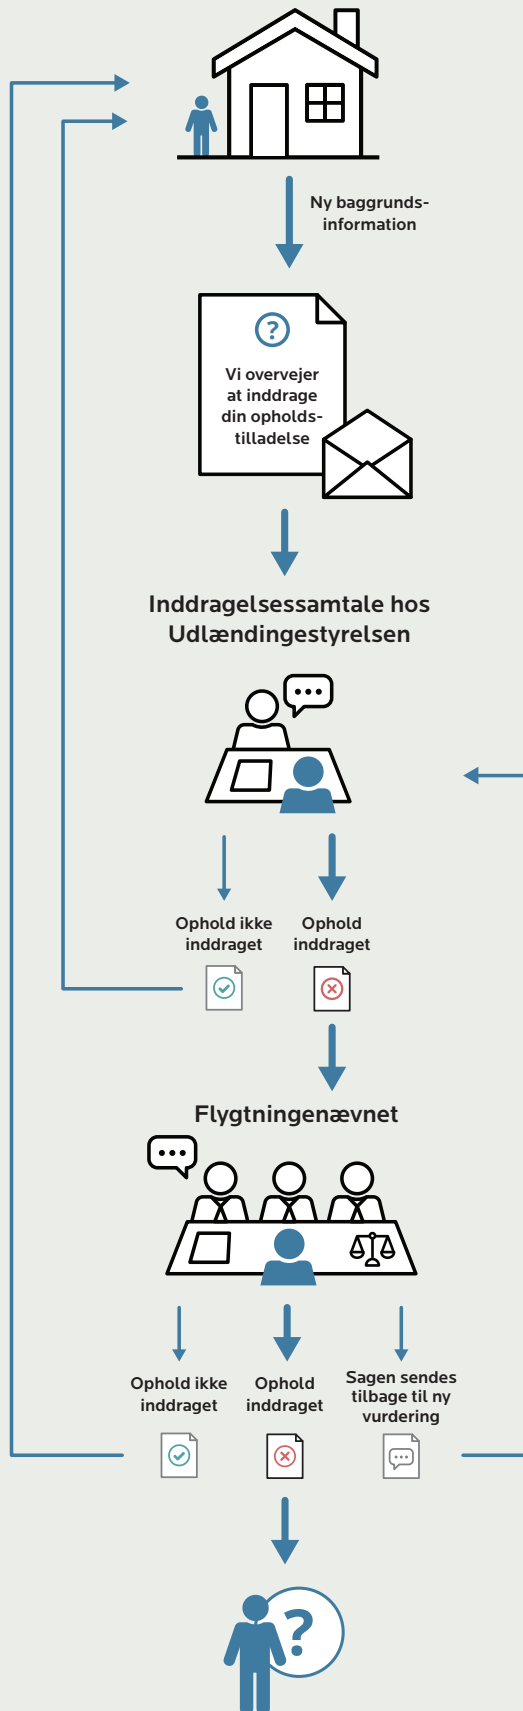 Ny baggrunds-
information
?
Vi overvejer
at inddrage
din opholds-
tilladelse
Inddragelsessamtale hos
Udlændingestyrelsen
Ophold ikke
inddraget
Ophold
inddraget
Flygtningenævnet
Ophold ikke
inddraget
Ophold
inddraget
Sagen sendes
tilbage til ny
vurdering
?